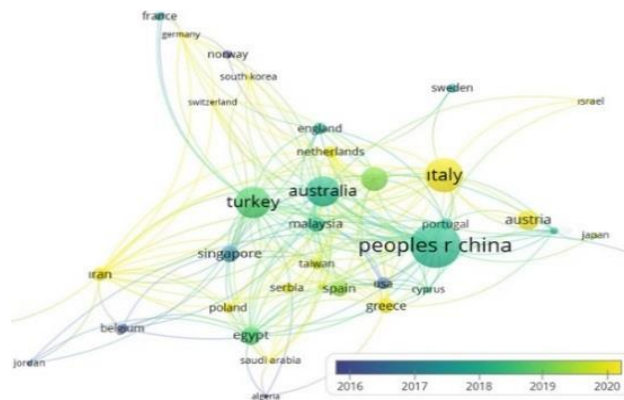 france
germany
norway
south korea
switzerland
sweden
israel
england
netherlands
italy
australia
turkey
malaysia
portugal
austria
japan
peoples r china
singapore
taiwan
iran
usa
cyprus
serbia
spain
greece
poland
belgium
egypt
jordan
saudi arabia
algeria
2016 2017 2018 2019 2020